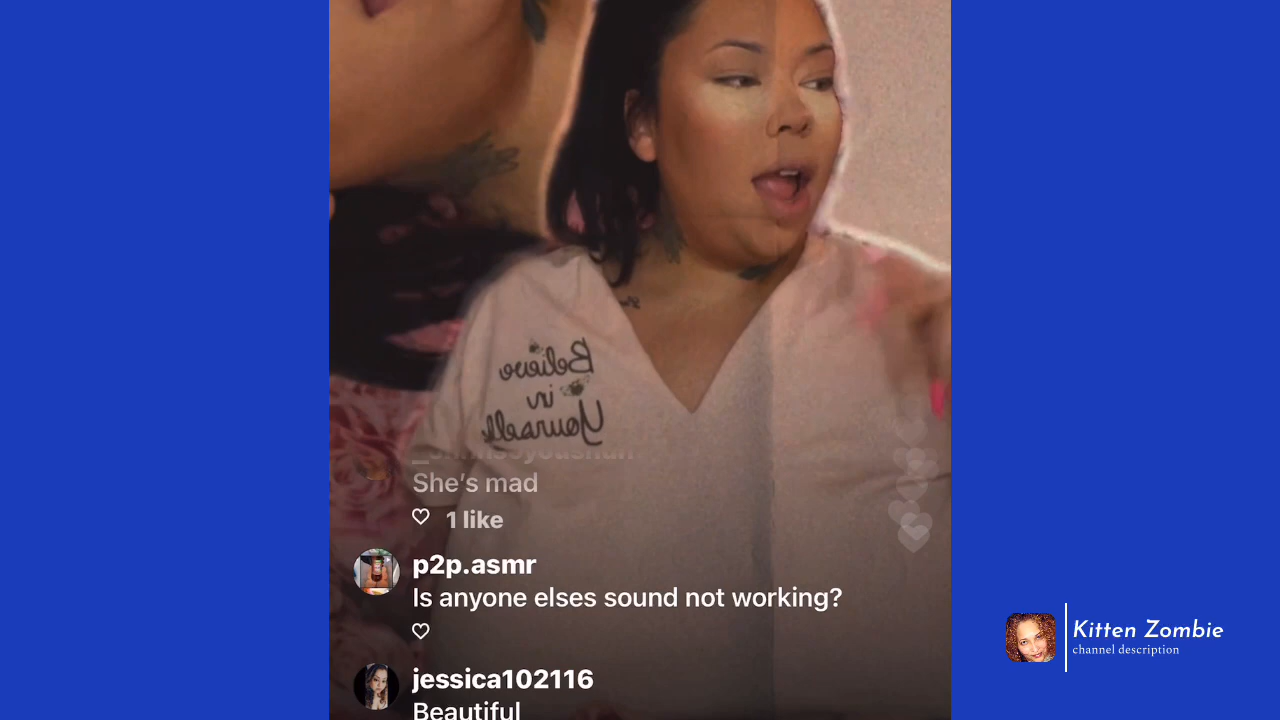 Believe
in
Yourself
She’s mad
1 like
p2p.asmr
Is anyone elses sound not working?
jessica102116
Beautiful
Kitten Zombie
channel description